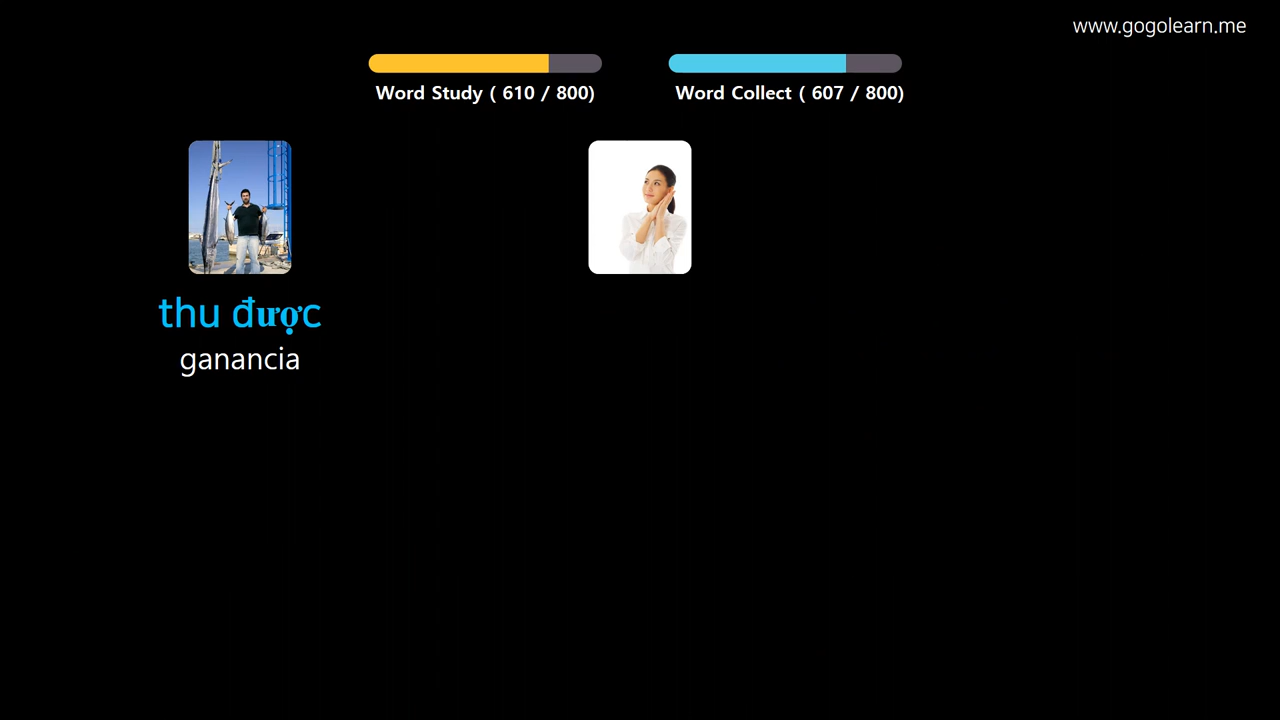 www.gogolearn.me
Word Study ( 610 / 800)
Word Collect ( 607 / 800)
thu được
ganancia